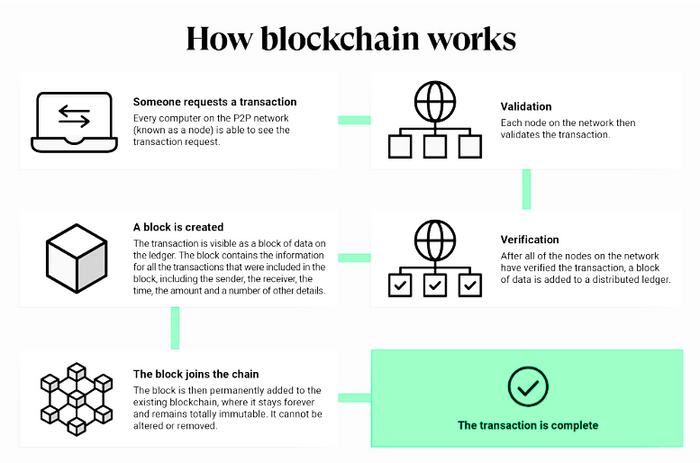 How blockchain works
Someone requests a transaction
Every computer on the P2P network
(known as a node) is able to see the
transaction request.
Validation
Each node on the network then
validates the transaction.
Verification
After all of the nodes on the network
have verified the transaction, a block
of data is added to a distributed ledger.
A block is created
The transaction is visible as a block of data on
the ledger. The block contains the information
for all the transactions that were included in the
block, including the sender, the receiver, the
time, the amount and a number of other details.
The block joins the chain
The block is then permanently added to the
existing blockchain, where it stays forever
and remains totally immutable. It cannot be
altered or removed.
The transaction is complete